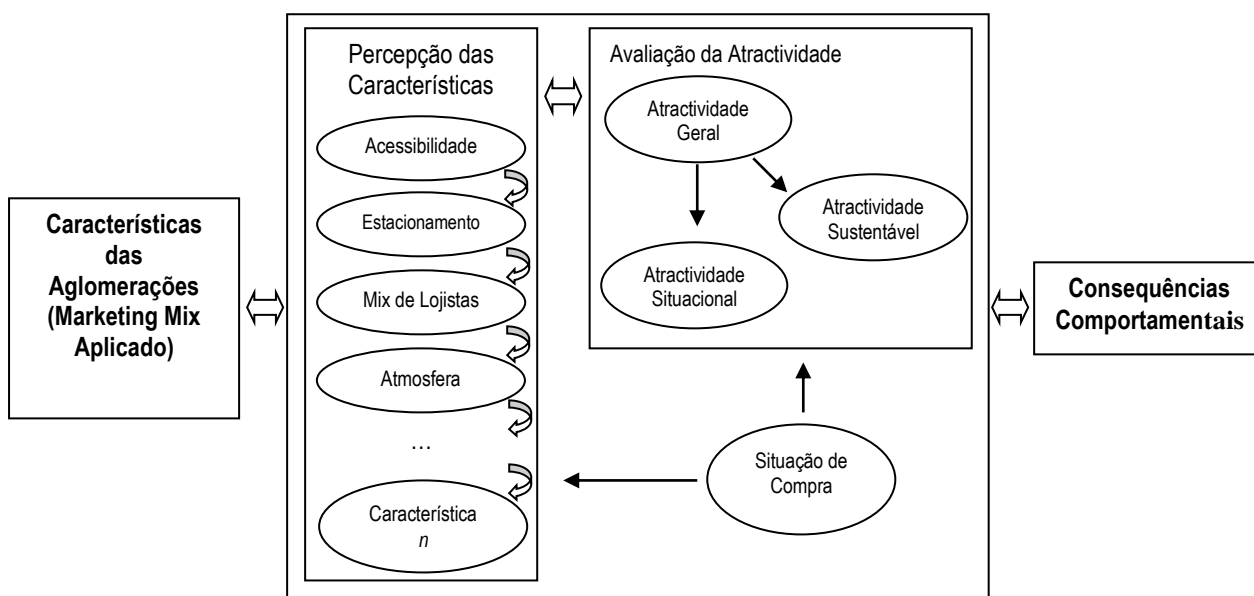 Características
das
Aglomerações
(Marketing Mix
Aplicado)
Percepção das
Características
Acessibilidade
Estacionamento
Mix de Lojistas
Atmosfera
...
Característica
n
Avaliação da Atractividade
Atractividade
Geral
Atractividade
Sustentável
Atractividade
Situacional
Situação de
Compra
Consequências
Comportamentais